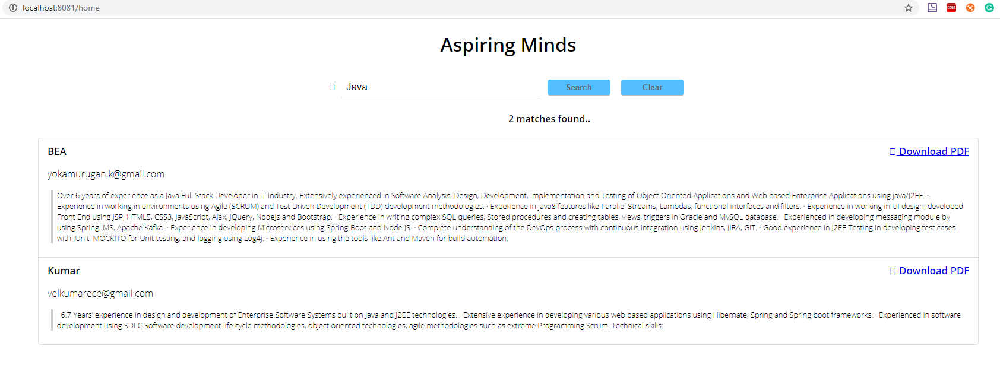 localhost:8081/home
CORS
Aspiring Minds
Java
Search
Clear
2 matches found..
BEA
Download PDF
yokamurugan.k@gmail.com
Over 6 years of experience as a Java Full Stack Developer in IT industry. Extensively experienced in Software Analysis, Design, Development, Implementation and Testing of Object Oriented Applications and Web based Enterprise Applications using Java/J2EE. ·
Experience in working in environments using Agile (SCRUM) and Test Driven Development (TDD) development methodologies. · Experience in java8 features like Parallel Streams, Lambdas, functional interfaces and filters. · Experience in working in UI design, developed
Front End using JSP, HTML5, CSS3, JavaScript, Ajax, JQuery, NodeJs and Bootstrap. · Experience in writing complex SQL queries, Stored procedures and creating tables, views, triggers in Oracle and MySQL database. · Experienced in developing messaging module by
using Spring JMS, Apache Kafka. · Experience in developing Microservices using Spring-Boot and Node JS. · Complete understanding of the DevOps process with continuous integration using Jenkins, JIRA, GIT. · Good experience in J2EE Testing in developing test cases
with JUnit, MOCKITO for Unit testing, and logging using Log4j. · Experience in using the tools like Ant and Maven for build automation.
Kumar
Download PDF
velkumarece@gmail.com
· 6.7 Years' experience in design and development of Enterprise Software Systems built on Java and J2EE technologies. · Extensive experience in developing various web based applications using Hibernate, Spring and Spring boot frameworks. · Experienced in software
development using SDLC Software development life cycle methodologies, object oriented technologies, agile methodologies such as extreme Programming Scrum. Technical skills: